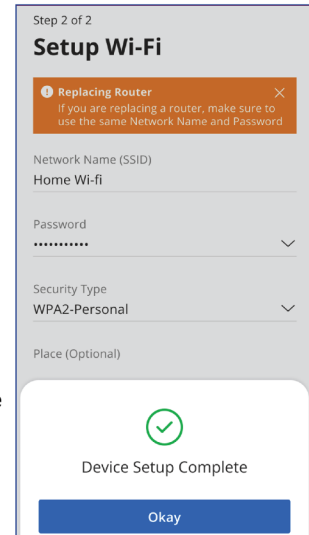 Step 2 of 2
Setup Wi-Fi
Replacing Router
If you are replacing a router, make sure to
use the same Network Name and Password
Network Name (SSID)
Home Wi-fi
Password
•••••••••••
Security Type
WPA2-Personal
Place (Optional)
e
Device Setup Complete
Okay